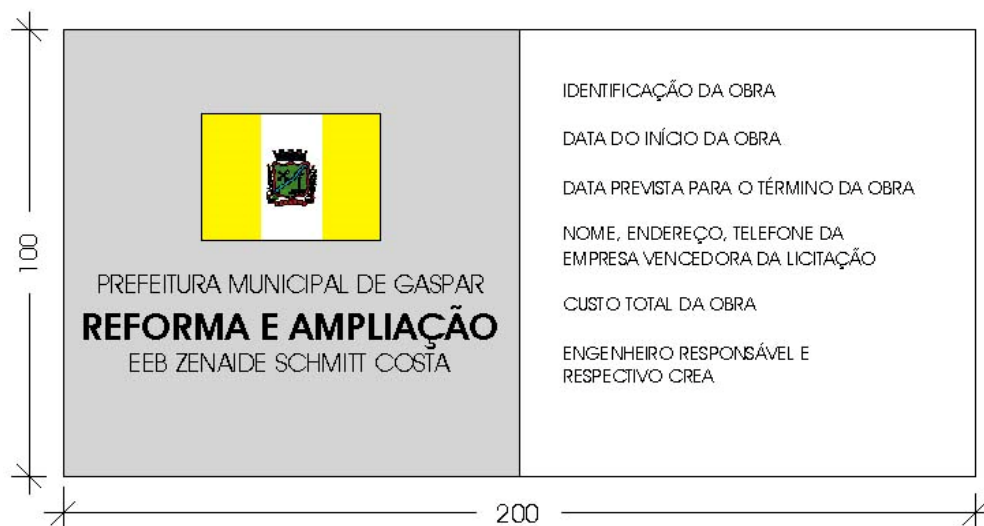 PREFEITURA MUNICIPAL DE GASPAR
REFORMA E AMPLIAÇÃO
EEB ZENAIDE SCHMITT COSTA
IDENTIFICAÇÃO DA OBRA
DATA DO INÍCIO DA OBRA
DATA PREVISTA PARA O TÉRMINO DA OBRA
NOME, ENDEREÇO, TELEFONE DA
EMPRESA VENCEDORA DA LICITAÇÃO
CUSTO TOTAL DA OBRA
ENGENHEIRO RESPONSÁVEL E
RESPECTIVO CREA
100
200